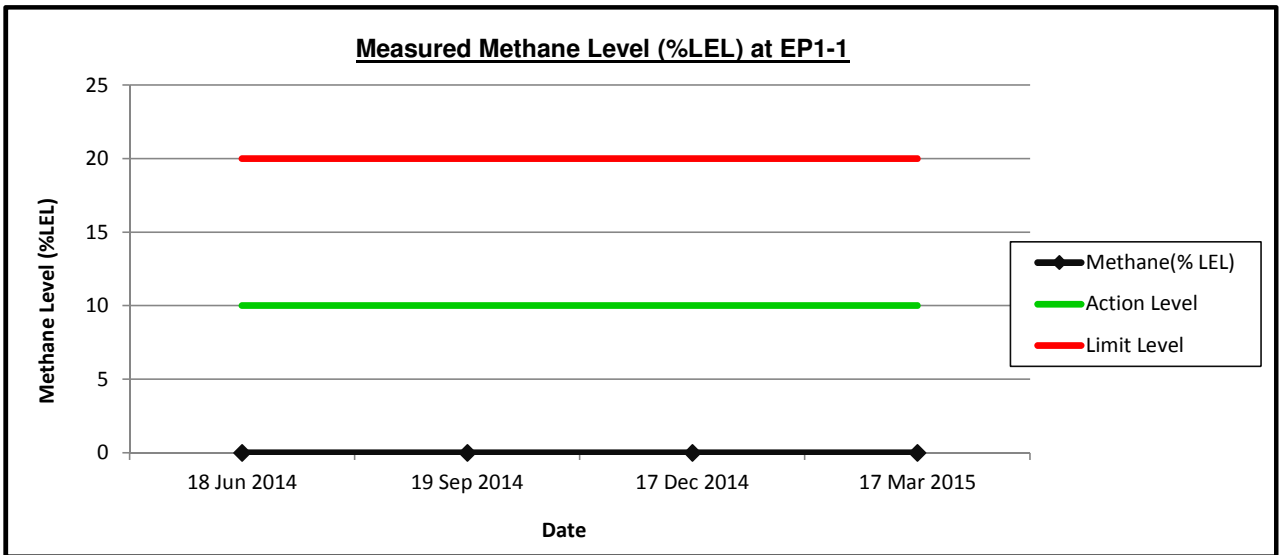 Measured Methane Level (%LEL) at EP1-1
25
20
15
10
5
0
Methane Level (%LEL)
18 Jun 2014
19 Sep 2014
17 Dec 2014
17 Mar 2015
Date
Methane(% LEL)
Action Level
Limit Level